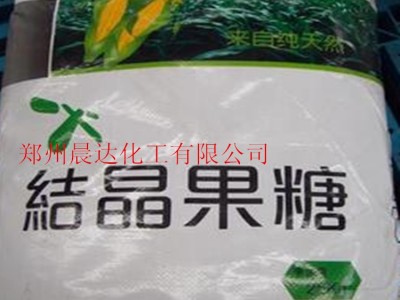 来自纯天然
郑州晨达化工有限公司
結晶果糖